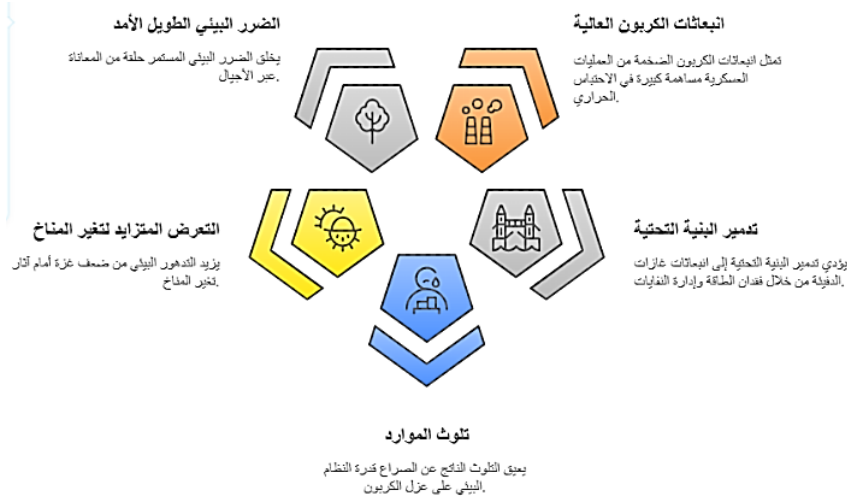 انبعاثات الكربون العالية
تمثل انبعاثات الكربون الضخمة من العمليات
العسكرية مساهمة كبيرة في الاحتباس
الحراري.
تدمير البنية التحتية
يؤدي تدمير البنية التحتية إلى انبعاثات غازات
الدفيئة من خلال فقدان الطاقة وإدارة النفايات.
تلوث الموارد
يعيق التلوث الناتج عن الصراع قدرة النظام
البيئي على عزل الكربون.
التعرض المتزايد لتغير المناخ
يزيد التدهور البيئي من ضعف غزة أمام آثار
تغير المناخ.
الضرر البيئي الطويل الأمد
يخلق الضرر البيئي المستمر حلقة من المعاناة
عبر الأجيال.